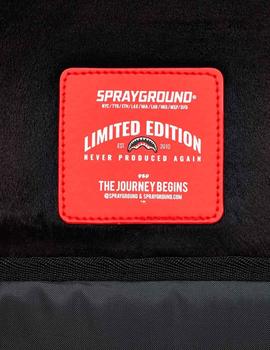 SPRAYGROUND®
LIMITED EDITION
EST. 2010
NEVER PRODUCED AGAIN
THE JOURNEY BEGINS
@SPRAYGROUND & SPRAYGROUND.COM